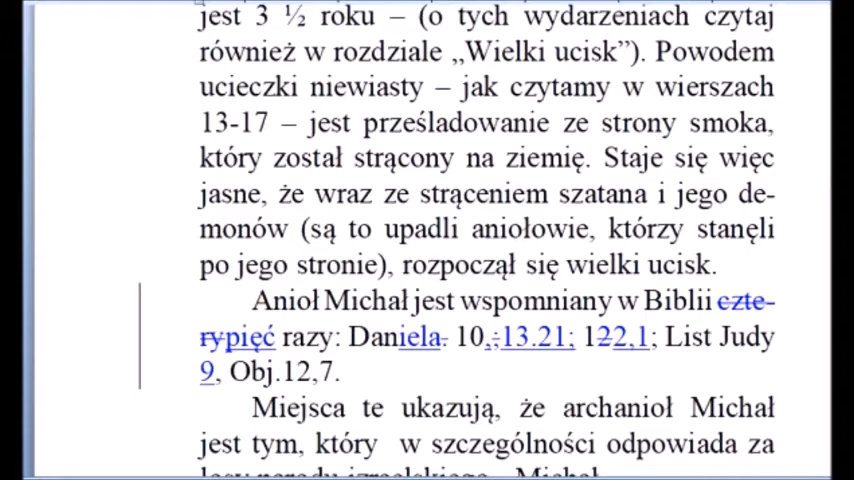 jest 3 ½ roku – (o tych wydarzeniach czytaj
również w rozdziale „Wielki ucisk”). Powodem
ucieczki niewiasty – jak czytamy w wierszach
13-17 – jest prześladowanie ze strony smoka,
który został strącony na ziemię. Staje się więc
jasne, że wraz ze strąceniem szatana i jego de-
monów (są to upadli aniołowie, którzy stanęli
po jego stronie), rozpoczął się wielki ucisk.
Anioł Michał jest wspomniany w Biblii czte-
rypięć razy: Daniela. 10,;13.21; 122,1; List Judy
9, Obj.12,7.
Miejsca te ukazują, że archanioł Michał
jest tym, który w szczególności odpowiada za
losy narodu izraelskiego. Michał